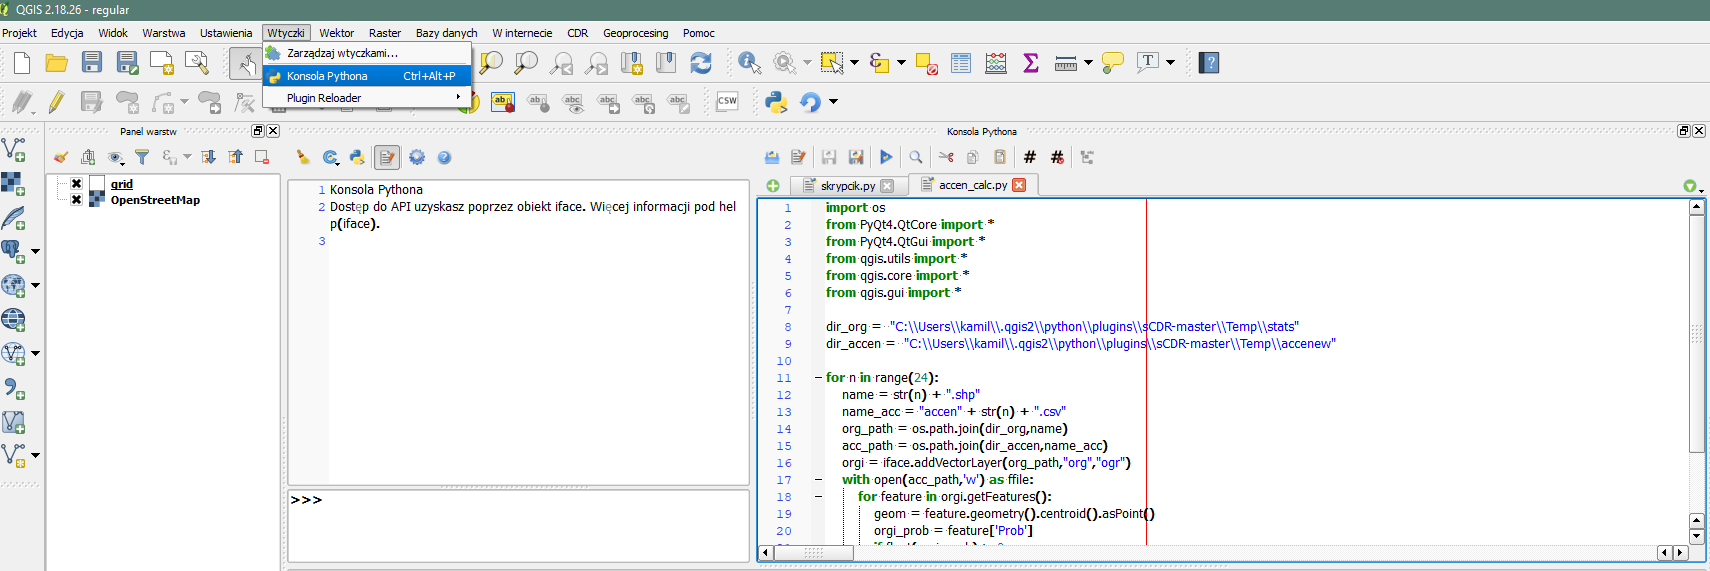 QGIS 2.18.26 - regular
Projekt Edycja Widok Warstwa Ustawienia Wtyczki Wektor Raster Bazy danych W internecie CDR Geoprocesing Pomoc
Zarządzaj wtyczkami...
Konsola Pythona Ctrl+Alt+P
Plugin Reloader
abc abc abc abc abc abc CSW
Panel warstw
grid
OpenStreetMap
Konsola Pythona
1 Konsola Pythona
2 Dostęp do API uzyskasz poprzez obiekt iface. Więcej informacji pod hel
p(iface).
3
>>>
skrypcik.py accen_calc.py
1 import os
2 from PyQt4.QtCore import *
3 from PyQt4.QtGui import *
4 from qgis.utils import *
5 from qgis.core import *
6 from qgis.gui import *
7
8 dir_org = "C:\\Users\\kamil\\.qgis2\\python\\plugins\\sCDR-master\\Temp\\stats"
9 dir_accen = "C:\\Users\\kamil\\.qgis2\\python\\plugins\\sCDR-master\\Temp\\accenew"
10
11 for n in range(24):
12 name = str(n) + ".shp"
13 name_acc = "accen" + str(n) + ".csv"
14 org_path = os.path.join(dir_org,name)
15 acc_path = os.path.join(dir_accen,name_acc)
16 orgi = iface.addVectorLayer(org_path,"org","ogr")
17 with open(acc_path,'w') as ffile:
18 for feature in orgi.getFeatures():
19 geom = feature.geometry().centroid().asPoint()
20 orgi_prob = feature['Prob']